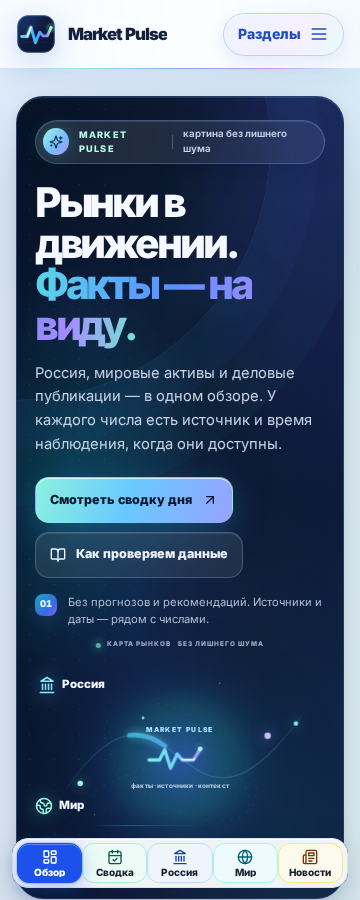 Market Pulse
Разделы
MARKET PULSE
картина без лишнего шума
Рынки в
движении.
Факты — на
виду.
Россия, мировые активы и деловые
публикации — в одном обзоре. У
каждого числа есть источник и время
наблюдения, когда они доступны.
Смотреть сводку дня
Как проверяем данные
01
Без прогнозов и рекомендаций. Источники и
даты — рядом с числами.
КАРТА РЫНКОВ БЕЗ ЛИШНЕГО ШУМА
Россия
MARKET PULSE
факты · источники · контекст
Мир
Обзор
Сводка
Россия
Мир
Новости